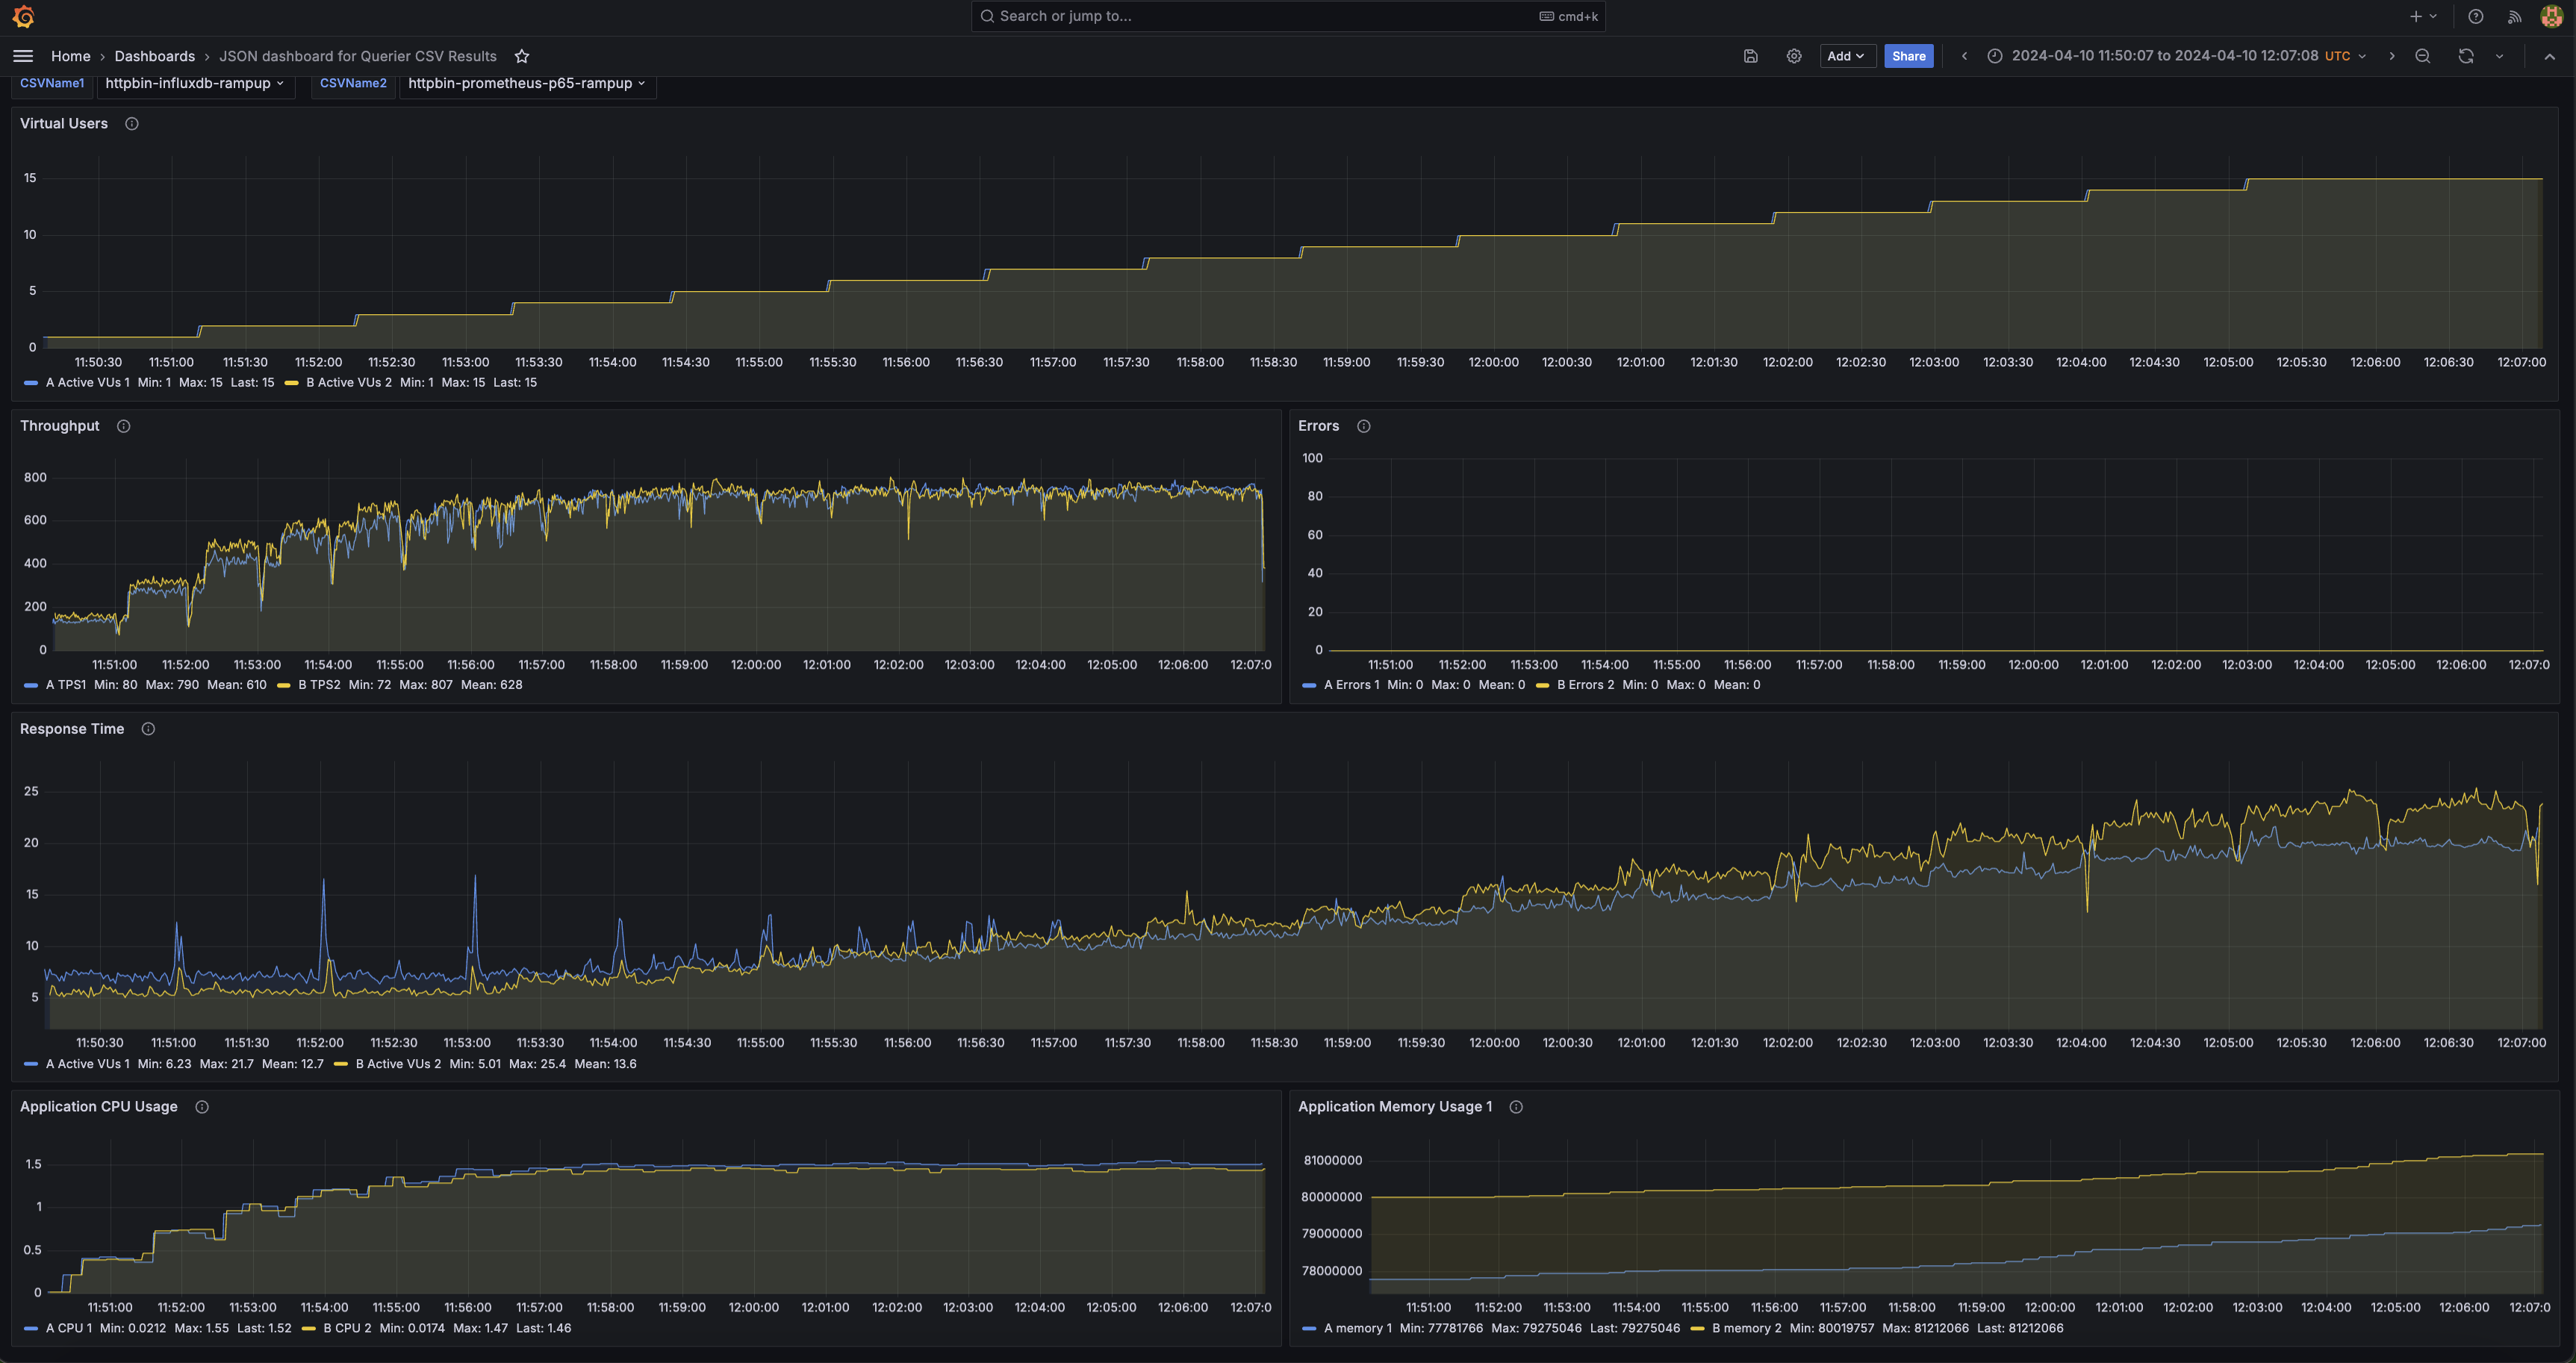 Search or jump to... cmd+k
Home › Dashboards › JSON dashboard for Querier CSV Results Add Share 2024-04-10 11:50:07 to 2024-04-10 12:07:08 UTC
CSVName1 httpbin-influxdb-rampup CSVName2 httpbin-prometheus-p65-rampup
Virtual Users
15
10
5
0
11:50:30 11:51:00 11:51:30 11:52:00 11:52:30 11:53:00 11:53:30 11:54:00 11:54:30 11:55:00 11:55:30 11:56:00 11:56:30 11:57:00 11:57:30 11:58:00 11:58:30 11:59:00 11:59:30 12:00:00 12:00:30 12:01:00 12:01:30 12:02:00 12:02:30 12:03:00 12:03:30 12:04:00 12:04:30 12:05:00 12:05:30 12:06:00 12:06:30 12:07:00
A Active VUs 1 Min: 1 Max: 15 Last: 15 B Active VUs 2 Min: 1 Max: 15 Last: 15
Throughput
800
600
400
200
0
11:51:00 11:52:00 11:53:00 11:54:00 11:55:00 11:56:00 11:57:00 11:58:00 11:59:00 12:00:00 12:01:00 12:02:00 12:03:00 12:04:00 12:05:00 12:06:00 12:07:0
A TPS1 Min: 80 Max: 790 Mean: 610 B TPS2 Min: 72 Max: 807 Mean: 628
Errors
100
80
60
40
20
0
11:51:00 11:52:00 11:53:00 11:54:00 11:55:00 11:56:00 11:57:00 11:58:00 11:59:00 12:00:00 12:01:00 12:02:00 12:03:00 12:04:00 12:05:00 12:06:00 12:07:0
A Errors 1 Min: 0 Max: 0 Mean: 0 B Errors 2 Min: 0 Max: 0 Mean: 0
Response Time
25
20
15
10
5
11:50:30 11:51:00 11:51:30 11:52:00 11:52:30 11:53:00 11:53:30 11:54:00 11:54:30 11:55:00 11:55:30 11:56:00 11:56:30 11:57:00 11:57:30 11:58:00 11:58:30 11:59:00 11:59:30 12:00:00 12:00:30 12:01:00 12:01:30 12:02:00 12:02:30 12:03:00 12:03:30 12:04:00 12:04:30 12:05:00 12:05:30 12:06:00 12:06:30 12:07:00
A Active VUs 1 Min: 6.23 Max: 21.7 Mean: 12.7 B Active VUs 2 Min: 5.01 Max: 25.4 Mean: 13.6
Application CPU Usage
1.5
1
0.5
0
11:51:00 11:52:00 11:53:00 11:54:00 11:55:00 11:56:00 11:57:00 11:58:00 11:59:00 12:00:00 12:01:00 12:02:00 12:03:00 12:04:00 12:05:00 12:06:00 12:07:0
A CPU 1 Min: 0.0212 Max: 1.55 Last: 1.52 B CPU 2 Min: 0.0174 Max: 1.47 Last: 1.46
Application Memory Usage 1
81000000
80000000
79000000
78000000
11:51:00 11:52:00 11:53:00 11:54:00 11:55:00 11:56:00 11:57:00 11:58:00 11:59:00 12:00:00 12:01:00 12:02:00 12:03:00 12:04:00 12:05:00 12:06:00 12:07:0
A memory 1 Min: 77781766 Max: 79275046 Last: 79275046 B memory 2 Min: 80019757 Max: 81212066 Last: 81212066